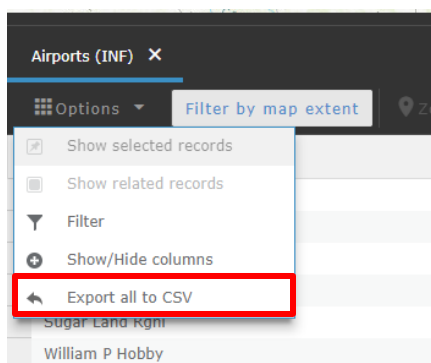 Airports (INF) ✕
Options Filter by map extent
Show selected records
Show related records
Filter
Show/Hide columns
Export all to CSV
Sugar Land Rgnl
William P Hobby